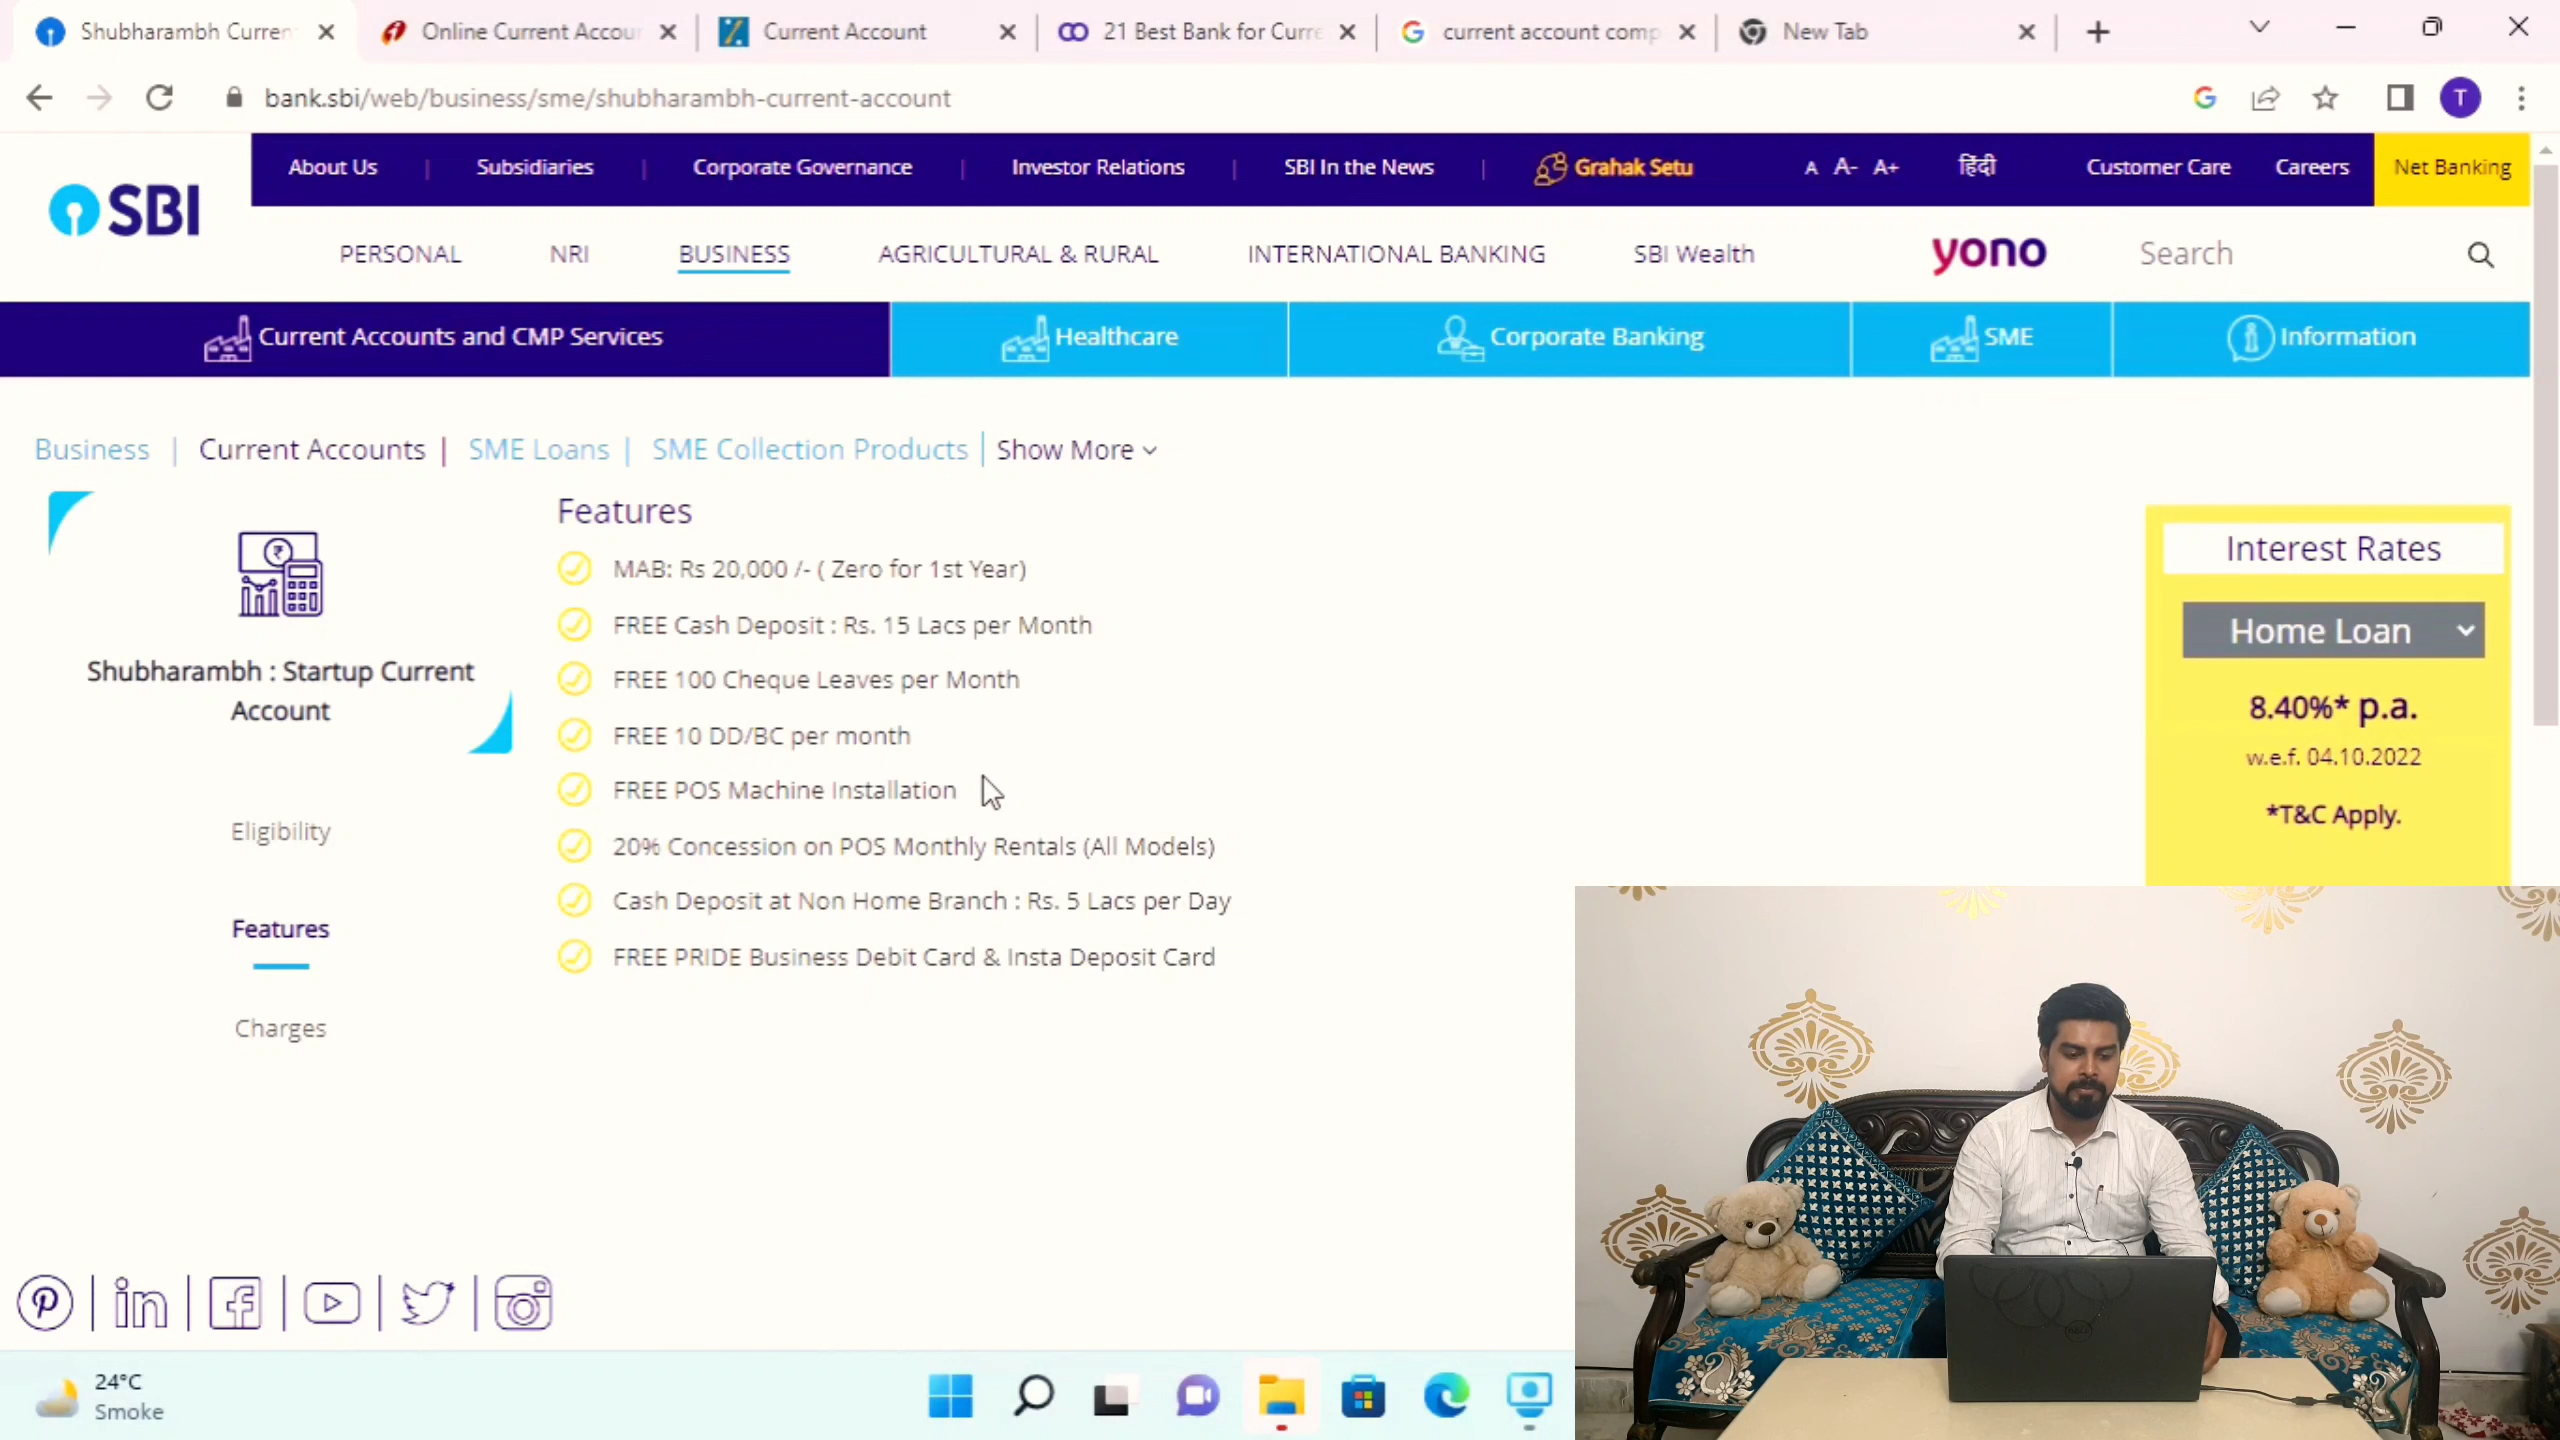 Shubharambh Curren
Online Current Accou
Current Account
21 Best Bank for Curre
current account comp
New Tab
bank.sbi/web/business/sme/shubharambh-current-account
T
About Us | Subsidiaries | Corporate Governance | Investor Relations | SBI In the News | Grahak Setu A A- A+ हिंदी Customer Care Careers Net Banking
SBI
PERSONAL NRI BUSINESS AGRICULTURAL & RURAL INTERNATIONAL BANKING SBI Wealth yono Search
Current Accounts and CMP Services Healthcare Corporate Banking SME Information
Business | Current Accounts | SME Loans | SME Collection Products | Show More
Shubharambh : Startup Current
Account
Eligibility
Features
Charges
Features
MAB: Rs 20,000 /- ( Zero for 1st Year)
FREE Cash Deposit : Rs. 15 Lacs per Month
FREE 100 Cheque Leaves per Month
FREE 10 DD/BC per month
FREE POS Machine Installation
20% Concession on POS Monthly Rentals (All Models)
Cash Deposit at Non Home Branch : Rs. 5 Lacs per Day
FREE PRIDE Business Debit Card & Insta Deposit Card
Interest Rates
Home Loan
8.40%* p.a.
w.e.f. 04.10.2022
*T&C Apply.
24°C
Smoke
DELL